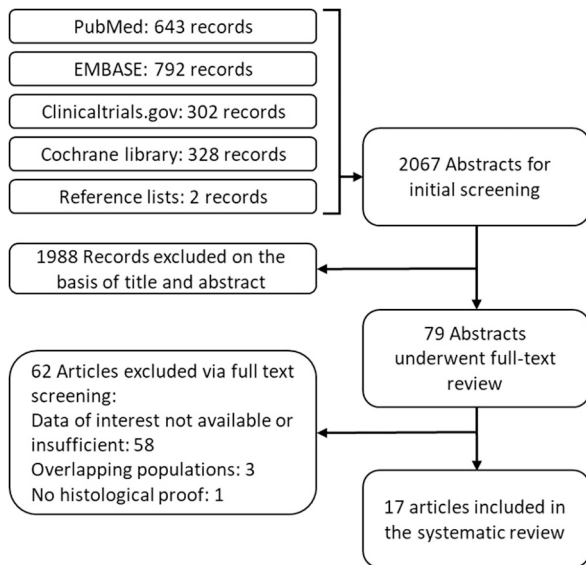 PubMed: 643 records
EMBASE: 792 records
Clinicaltrials.gov: 302 records
Cochrane library: 328 records
Reference lists: 2 records
2067 Abstracts for
initial screening
1988 Records excluded on the
basis of title and abstract
79 Abstracts
underwent full-text
review
62 Articles excluded via full text
screening:
Data of interest not available or
insufficient: 58
Overlapping populations: 3
No histological proof: 1
17 articles included in
the systematic review